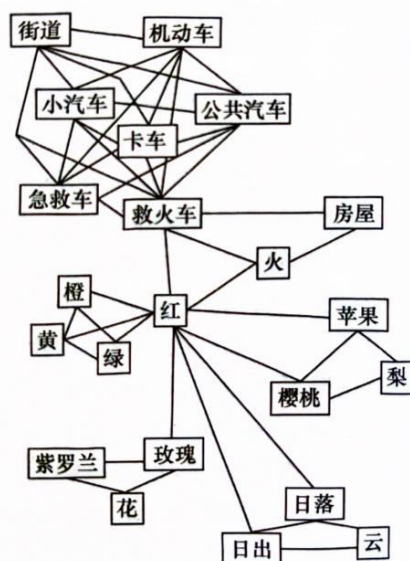 街道
机动车
小汽车
公共汽车
卡车
急救车
救火车
房屋
火
橙
红
苹果
黄
绿
樱桃
梨
紫罗兰
玫瑰
花
日落
日出
云